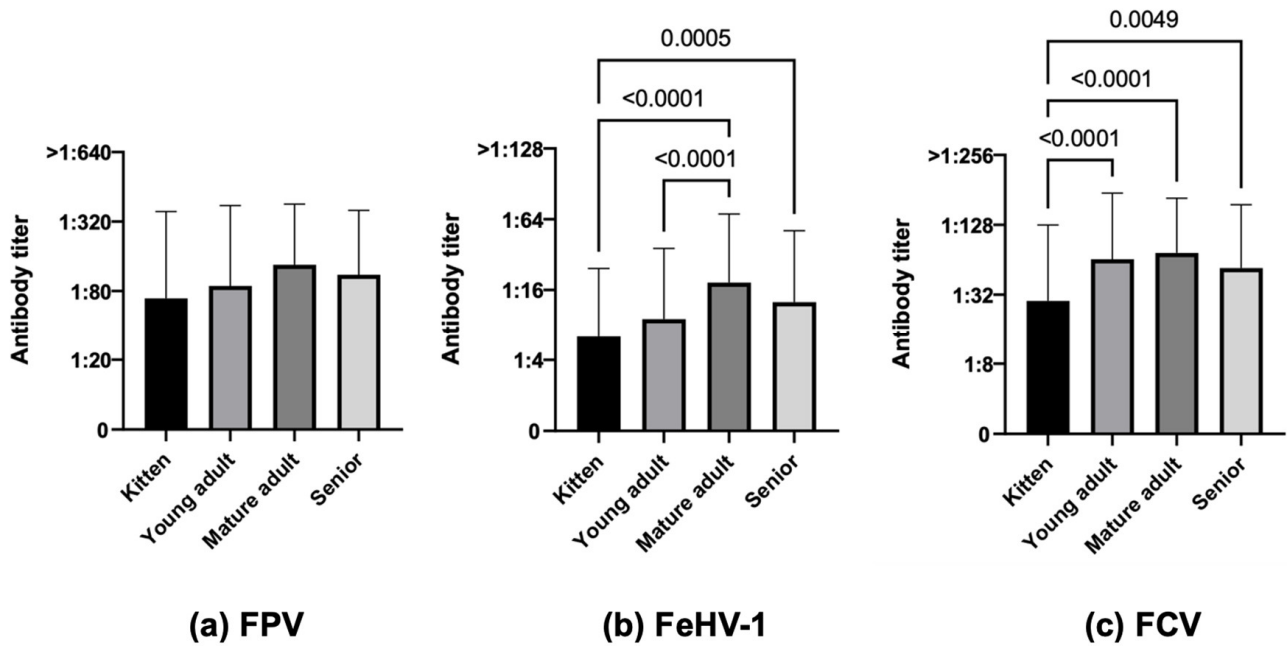 Antibody titer
>1:640
1:320
1:80
1:20
0
Kitten
Young adult
Mature adult
Senior
(a) FPV
0.0005
<0.0001
<0.0001
Antibody titer
>1:128
1:64
1:16
1:4
0
Kitten
Young adult
Mature adult
Senior
(b) FeHV-1
0.0049
<0.0001
<0.0001
Antibody titer
>1:256
1:128
1:32
1:8
0
Kitten
Young adult
Mature adult
Senior
(c) FCV